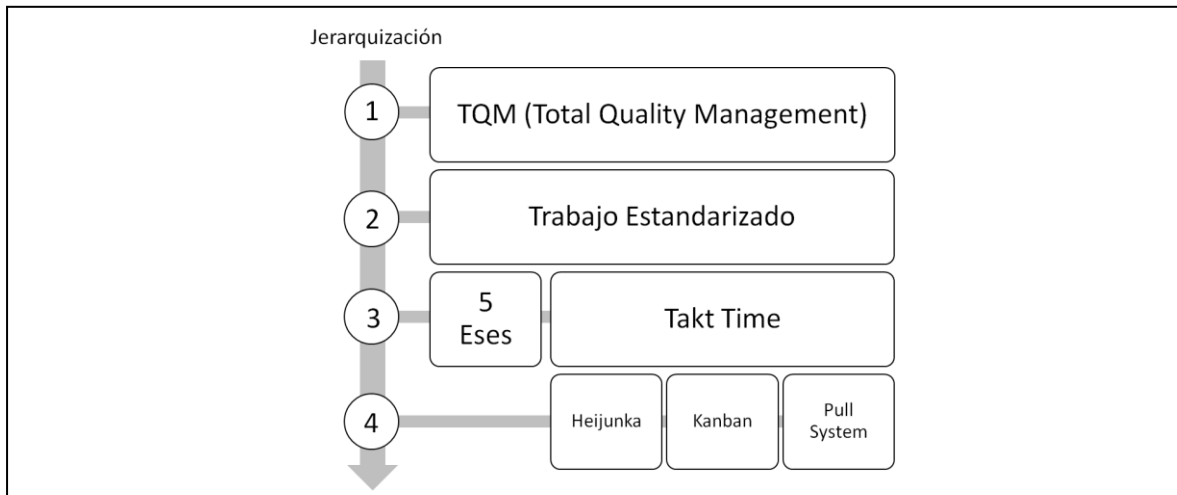 Jerarquización
1
TQM (Total Quality Management)
2
Trabajo Estandarizado
3
5
Eses
Takt Time
4
Heijunka
Kanban
Pull
System